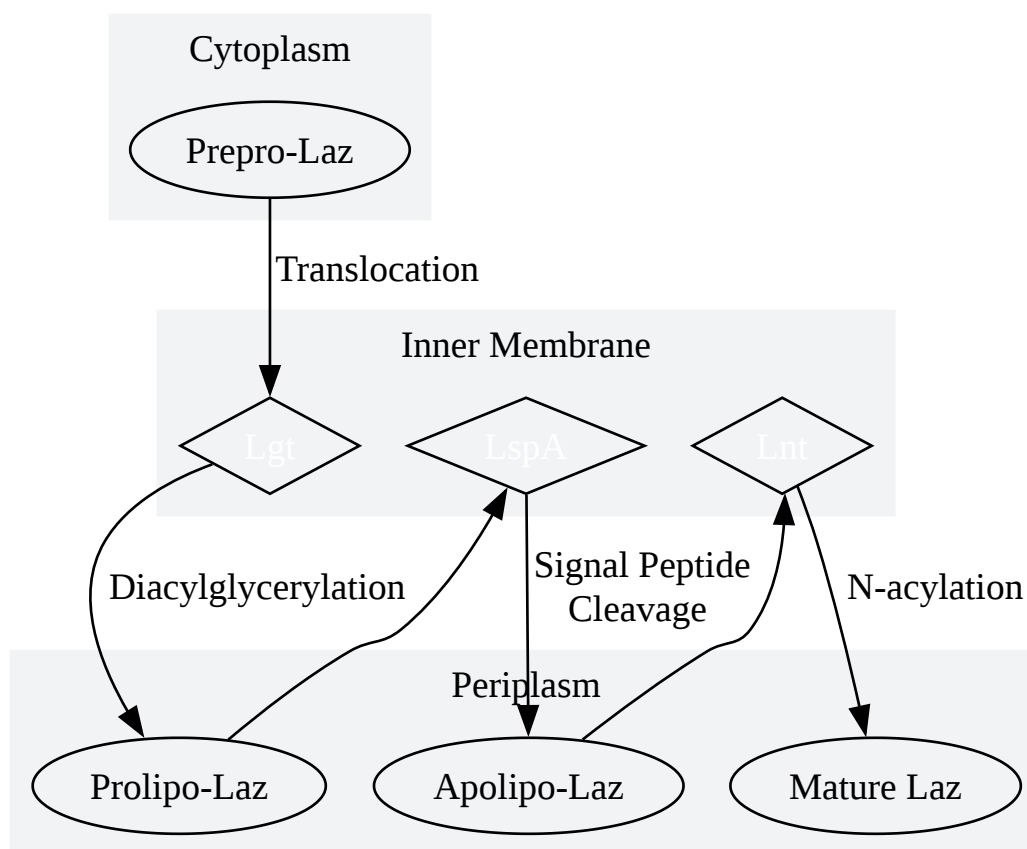 Cytoplasm
Prepro-Laz
Translocation
Inner Membrane
Lgt
LspA
Lnt
Diacylglycerylation
Signal Peptide
Cleavage
N-acylation
Periplasm
Prolipo-Laz
Apolipo-Laz
Mature Laz